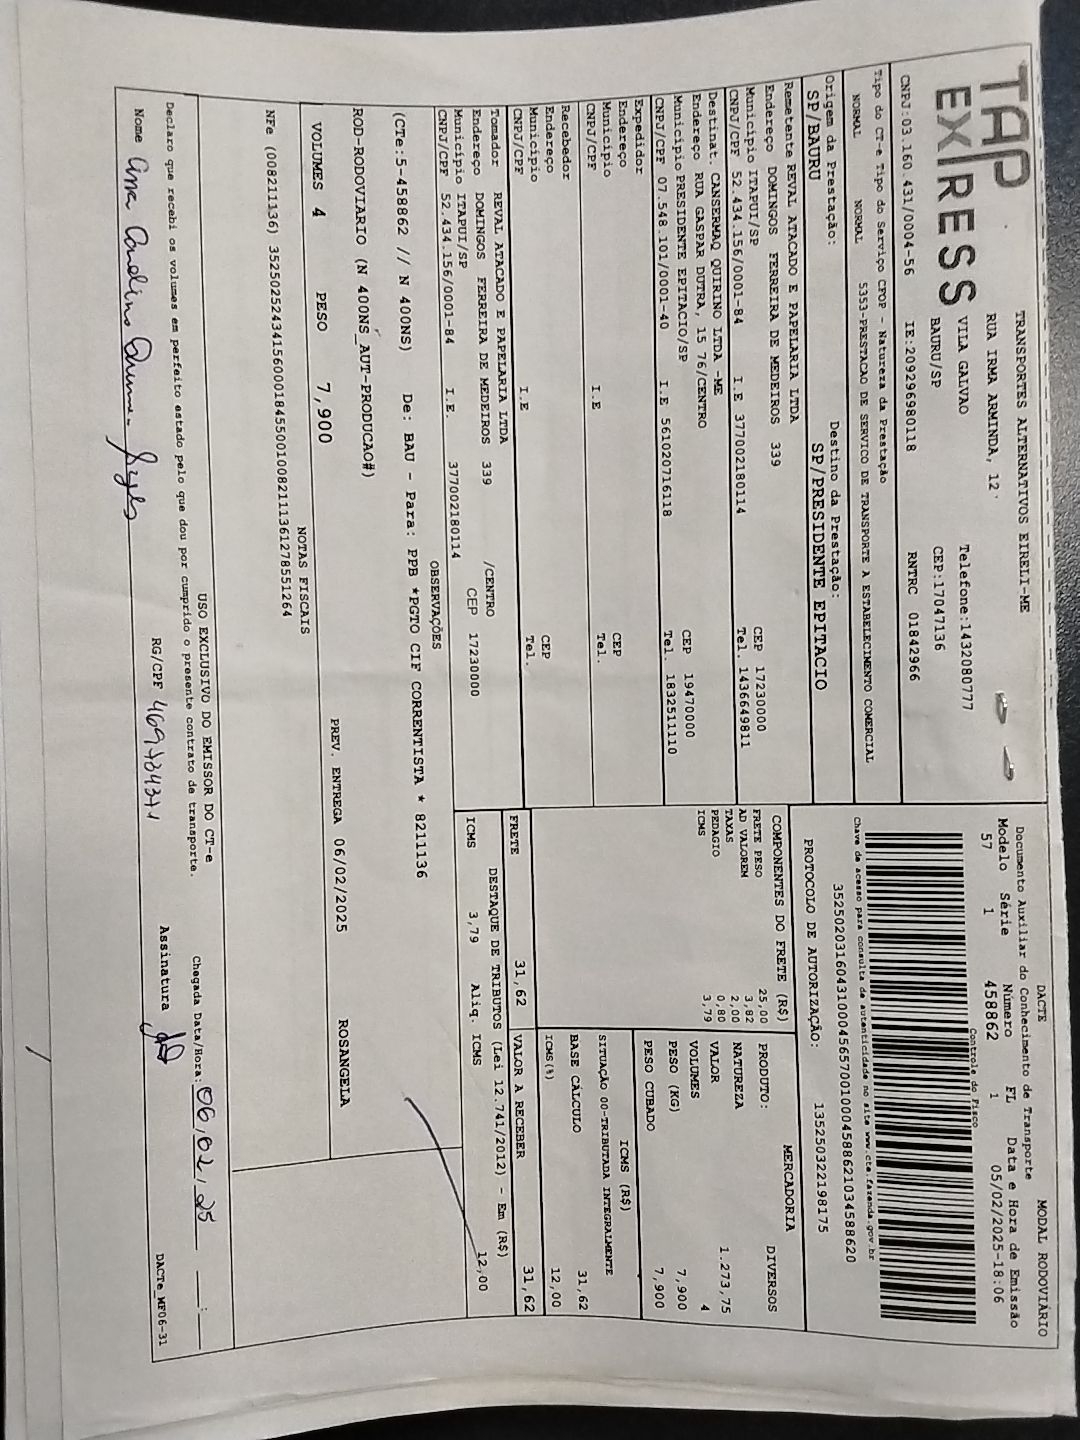 TAP
EXPRESS
TRANSPORTES ALTERNATIVOS EIRELI-ME
RUA IRMA ARMINDA, 12
VILA GALVAO
BAURU/SP
Telefone:1432080777
CEP:17047136
CNPJ:03.160.431/0004-56 IE:209296980118 RNTRC 01842966
DACTE
MODAL RODOVIÁRIO
Documento Auxiliar do Conhecimento de Transporte
Modelo Série Número FL Data e Hora de Emissão
57 1 458862 1 05/02/2025-18:06
Controle do Fisco
Chave de acesso para consulta de autenticidade no site www.cte.fazenda.gov.br
35250203160431000456570010004588621034588620
PROTOCOLO DE AUTORIZAÇÃO: 135250322198175
Tipo do CT-e Tipo do Serviço CFOP - Natureza da Prestação
NORMAL NORMAL 5353-PRESTACAO DE SERVICO DE TRANSPORTE A ESTABELECIMENTO COMERCIAL
Origem da Prestação: Destino da Prestação:
SP/BAURU SP/PRESIDENTE EPITACIO
Remetente REVAL ATACADO E PAPELARIA LTDA
Endereço DOMINGOS FERREIRA DE MEDEIROS 339
Município ITAPUI/SP CEP 17230000
CNPJ/CPF 52.434.156/0001-84 I.E 377002180114 Tel. 1436649811
Destinat. CANSERMAQ QUIRINO LTDA -ME
Endereço RUA GASPAR DUTRA, 15 76/CENTRO
Município PRESIDENTE EPITACIO/SP CEP 19470000
CNPJ/CPF 07.548.101/0001-40 I.E 561020716118 Tel. 1832511110
Expedidor
Endereço
Município CEP
CNPJ/CPF I.E Tel.
Recebedor
Endereço
Município CEP
CNPJ/CPF I.E Tel.
Tomador REVAL ATACADO E PAPELARIA LTDA
Endereço DOMINGOS FERREIRA DE MEDEIROS 339 /CENTRO
Município ITAPUI/SP CEP 17230000
CNPJ/CPF 52.434.156/0001-84 I.E. 377002180114
COMPONENTES DO FRETE (R$)
FRETE PESO 25,00
AD VALOREM 3,82
TAXAS 2,00
PEDAGIO 0,80
ICMS 3,79
MERCADORIA
PRODUTO: DIVERSOS
NATUREZA
VALOR 1.273,75
VOLUMES 4
PESO (KG) 7,900
PESO CUBADO 7,900
ICMS (R$)
SITUAÇÃO 00-TRIBUTADA INTEGRALMENTE
BASE CÁLCULO 31,62
ICMS(%) 12,00
FRETE 31,62 VALOR A RECEBER 31,62
DESTAQUE DE TRIBUTOS (Lei 12.741/2012) - Em (R$)
ICMS 3,79 Aliq. ICMS 12,00
OBSERVAÇÕES
(CTe:5-458862 // N 400NS) De: BAU - Para: PPB *PGTO CIF CORRENTISTA * 8211136
ROD-RODOVIARIO (N 400NS_AUT-PRODUCAO#)
VOLUMES 4 PESO 7,900 PREV. ENTREGA 06/02/2025 ROSANGELA
NOTAS FISCAIS
NFe (008211136) 35250252434156000184550010082111361278551264
USO EXCLUSIVO DO EMISSOR DO CT-e
Declaro que recebi os volumes em perfeito estado pelo que dou por cumprido o presente contrato de transporte.
Chegada Data/Hora: 06/02/25 :
Nome Ana RG/CPF Assinatura
DACTe_MF06-31